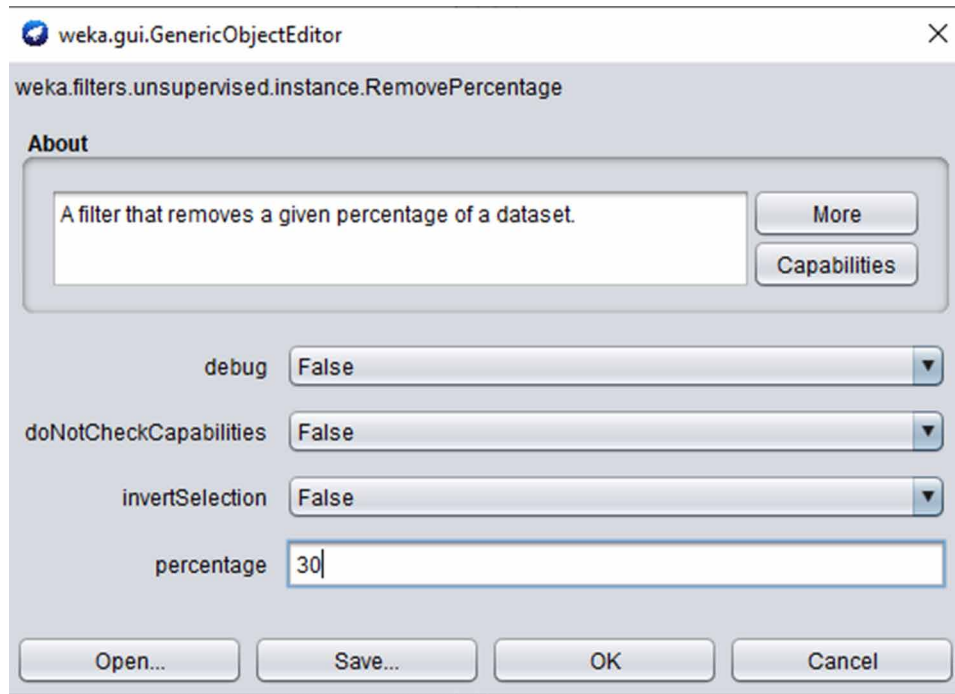 weka.gui.GenericObjectEditor
weka.filters.unsupervised.instance.RemovePercentage
About
A filter that removes a given percentage of a dataset.
More
Capabilities
debug False
doNotCheckCapabilities False
invertSelection False
percentage 30
Open... Save... OK Cancel